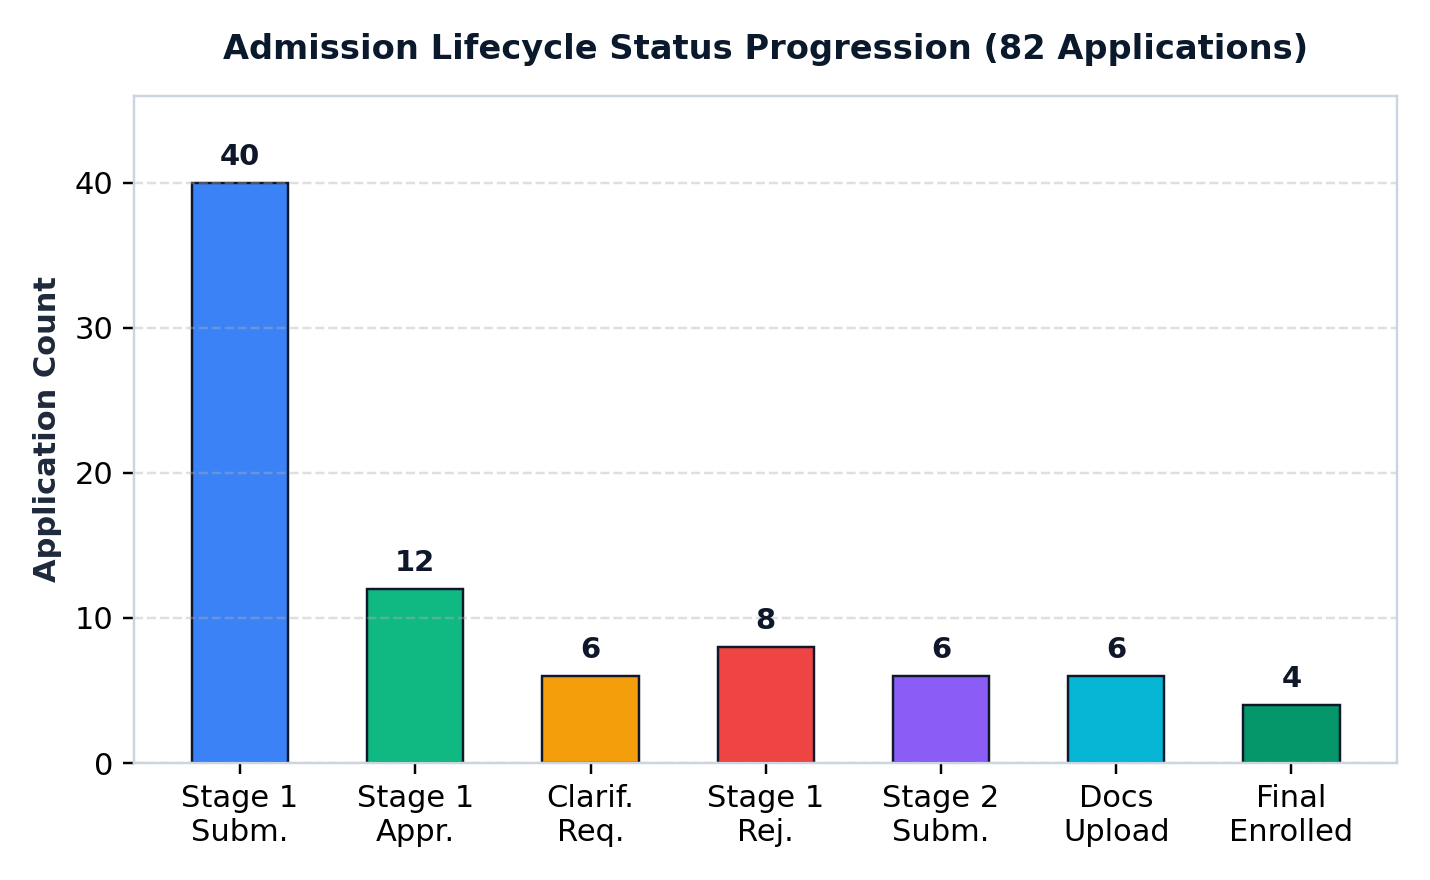 Admission Lifecycle Status Progression (82 Applications)
Application Count
40
30
20
10
0
40
12
6
8
6
6
4
Stage 1
Subm.
Stage 1
Appr.
Clarif.
Req.
Stage 1
Rej.
Stage 2
Subm.
Docs
Upload
Final
Enrolled